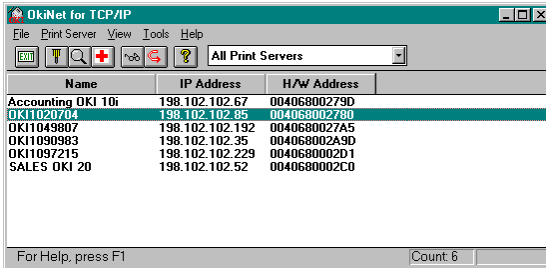 OkiNet for TCP/IP
File Print Server View Tools Help
EXIT All Print Servers
Name IP Address H/W Address
Accounting OKI 10i 198.102.102.67 00406800279D
OKI1020704 198.102.102.85 004068002780
OKI1049807 198.102.102.192 0040680027A5
OKI1090983 198.102.102.35 004068002A9D
OKI1097215 198.102.102.229 0040680002D1
SALES OKI 20 198.102.102.52 0040680002C0
For Help, press F1 Count: 6